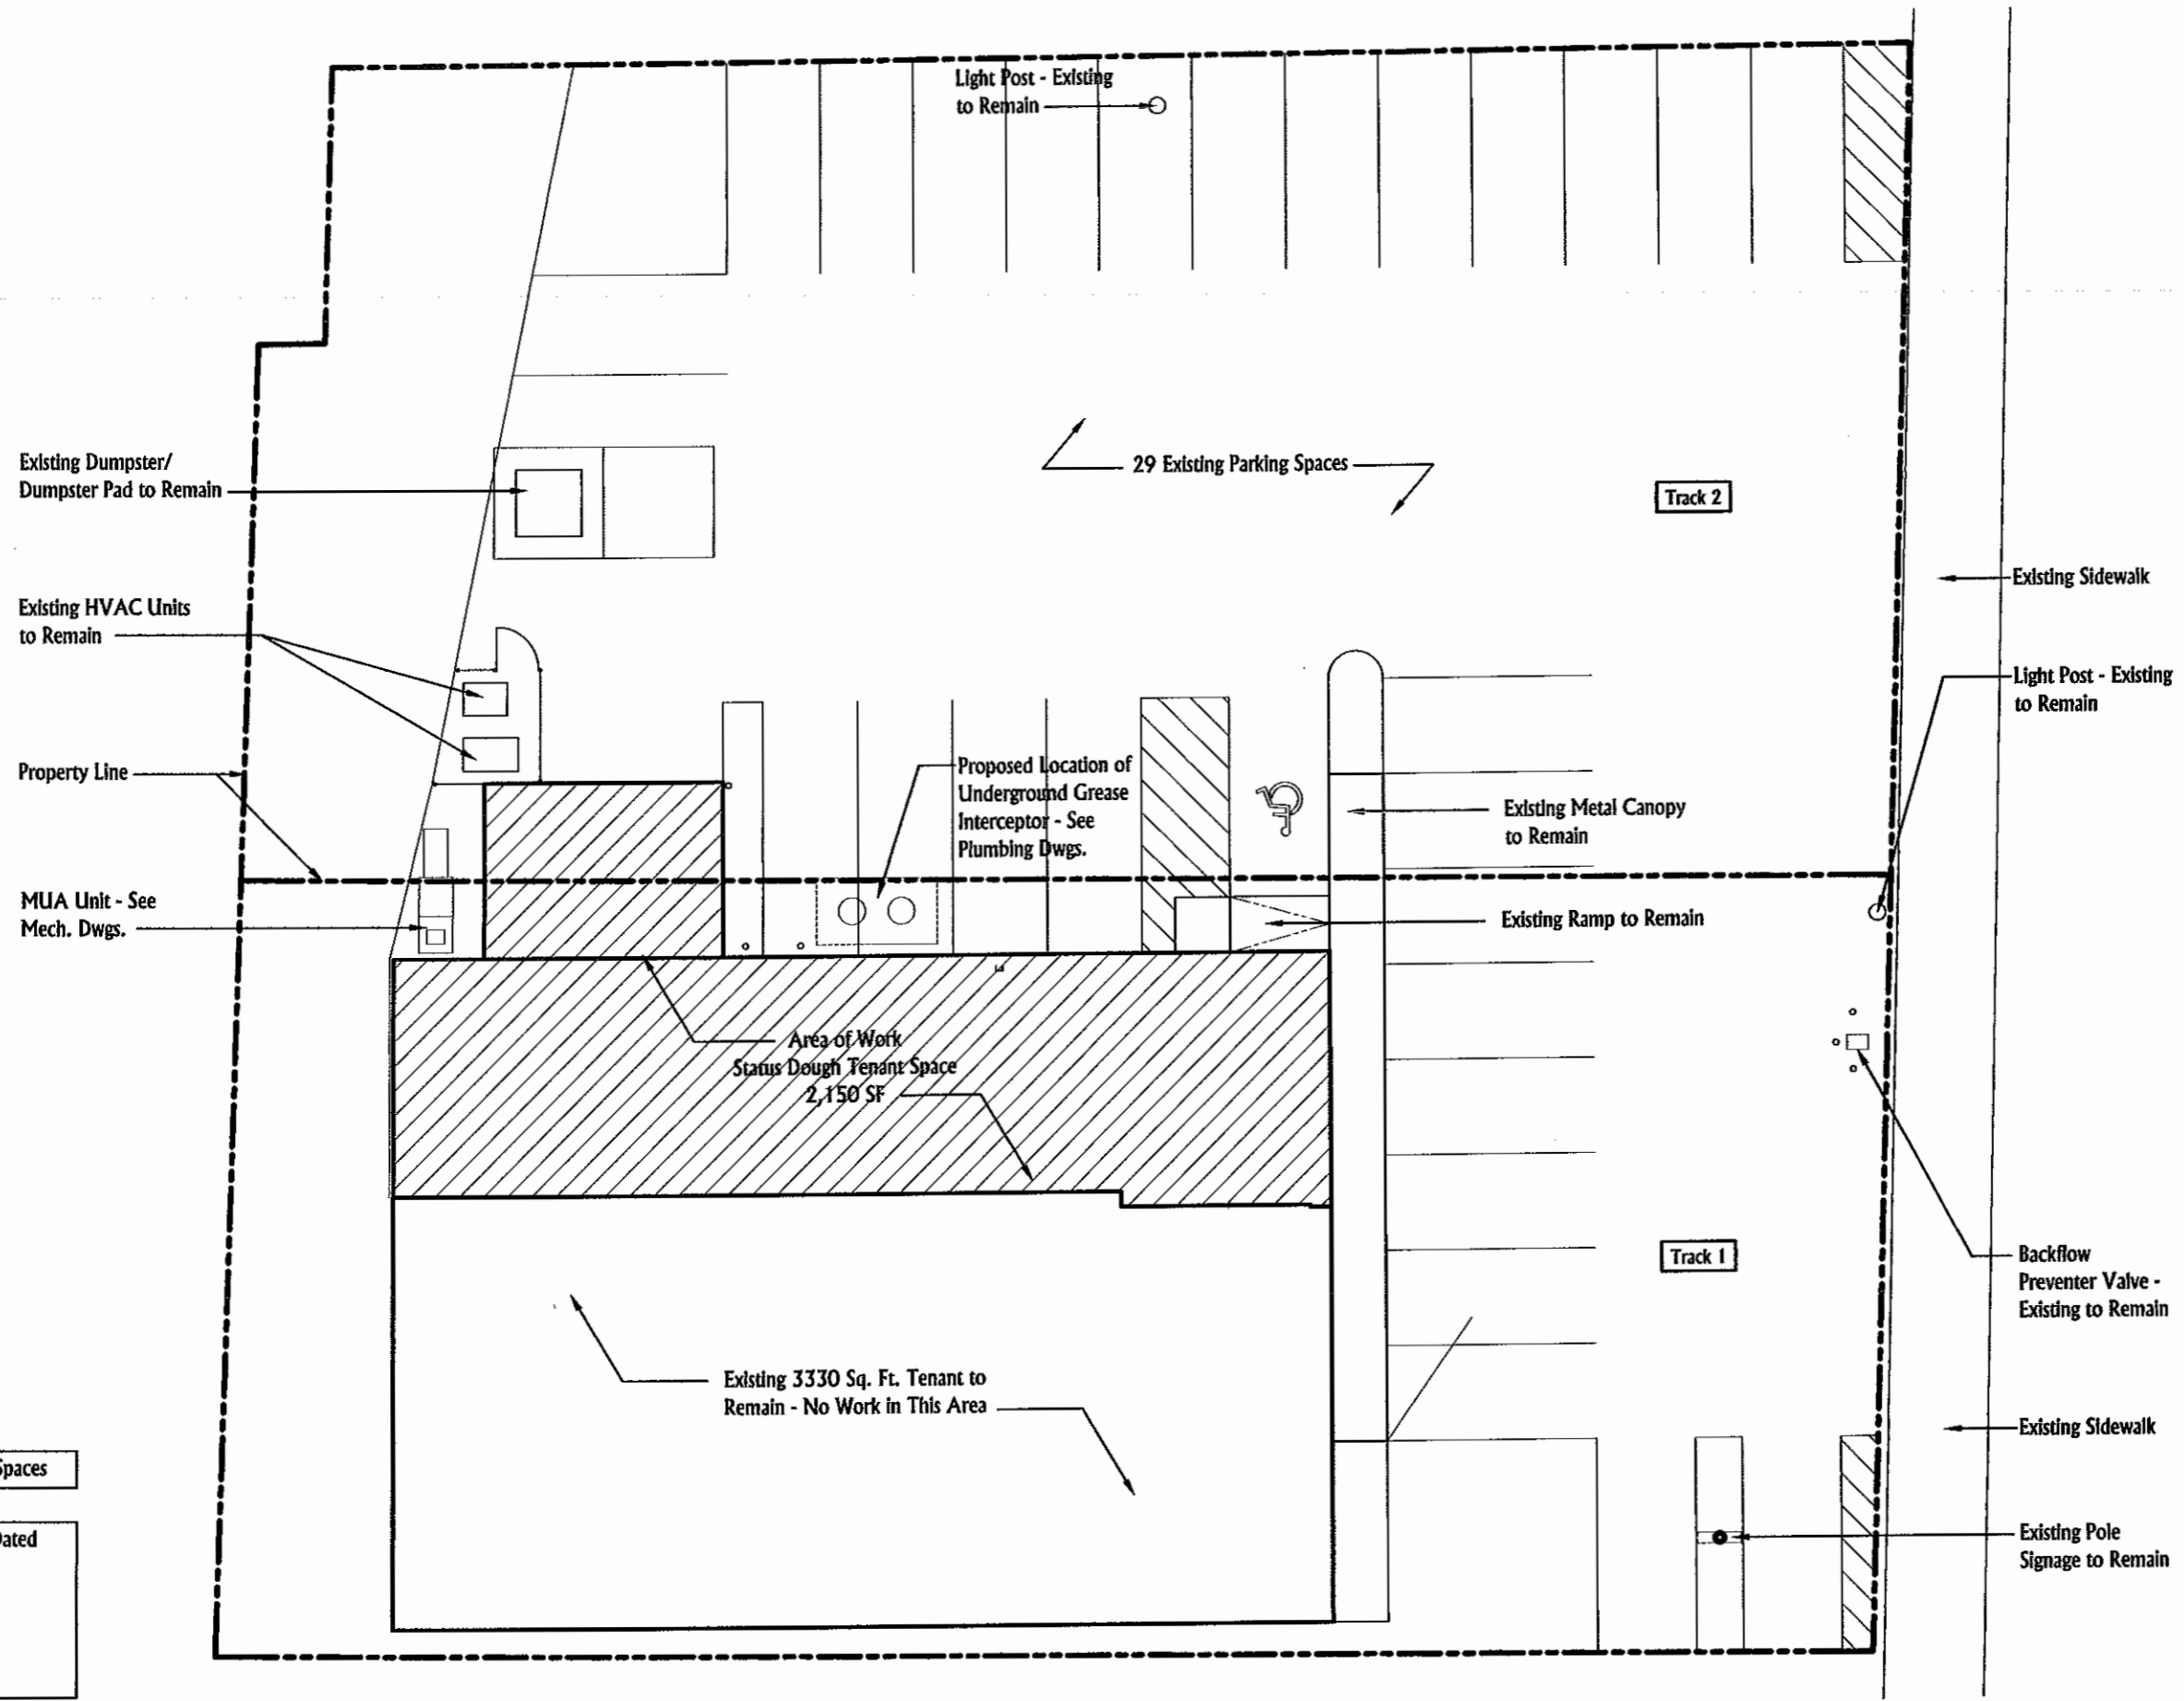 Light Post - Existing
to Remain
Existing Dumpster/
Dumpster Pad to Remain
29 Existing Parking Spaces
Track 2
Existing Sidewalk
Existing HVAC Units
to Remain
Light Post - Existing
to Remain
Property Line
Proposed Location of
Underground Grease
Interceptor - See
Plumbing Dwgs.
Existing Metal Canopy
to Remain
MUA Unit - See
Mech. Dwgs.
Existing Ramp to Remain
Area of Work
Status Dough Tenant Space
2,150 SF
Track 1
Backflow
Preventer Valve -
Existing to Remain
Existing 3330 Sq. Ft. Tenant to
Remain - No Work in This Area
Existing Sidewalk
Spaces
Dated
Existing Pole
Signage to Remain